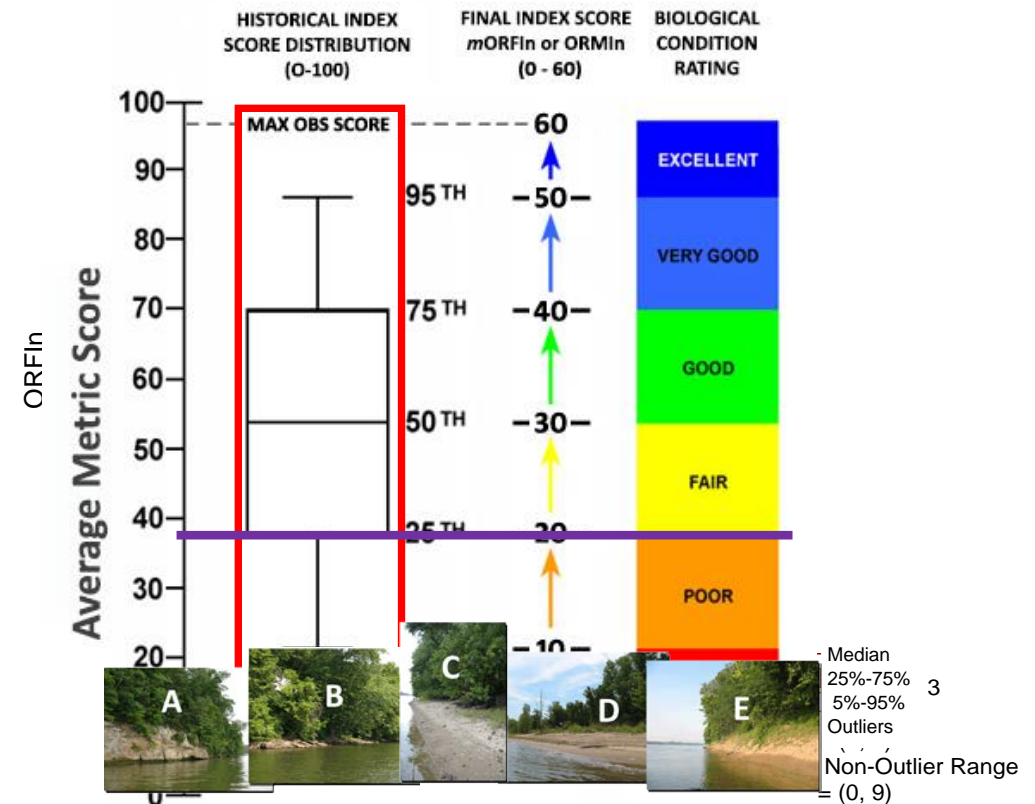 HISTORICAL INDEX
SCORE DISTRIBUTION
(O-100)
FINAL INDEX SCORE
mORFIn or ORMIn
(0 - 60)
BIOLOGICAL
CONDITION
RATING
ORFIn
Average Metric Score
100
90
80
70
60
50
40
30
20
0
MAX OBS SCORE
95 TH
75 TH
50 TH
25 TH
60
50
40
30
20
10
EXCELLENT
VERY GOOD
GOOD
FAIR
POOR
A
B
C
D
E
Median
25%-75%
5%-95%
Outliers
3
Non-Outlier Range
= (0, 9)